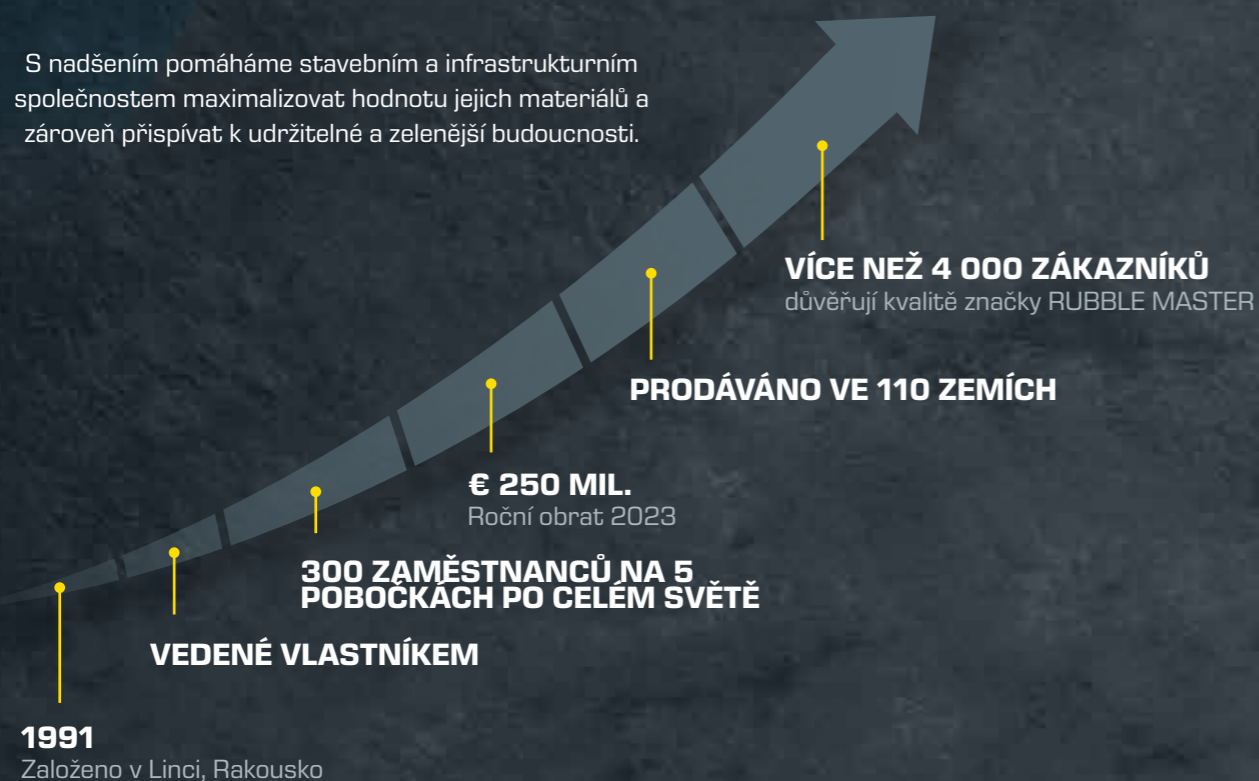 S nadšením pomáháme stavebním a infrastrukturním
společnostem maximalizovat hodnotu jejich materiálů a
zároveň přispívat k udržitelné a zelenější budoucnosti.
VÍCE NEŽ 4 000 ZÁKAZNÍKŮ
důvěřují kvalitě značky RUBBLE MASTER
PRODÁVÁNO VE 110 ZEMÍCH
€ 250 MIL.
Roční obrat 2023
300 ZAMĚSTNANCŮ NA 5
POBOČKÁCH PO CELÉM SVĚTĚ
VEDENÉ VLASTNÍKEM
1991
Založeno v Linci, Rakousko